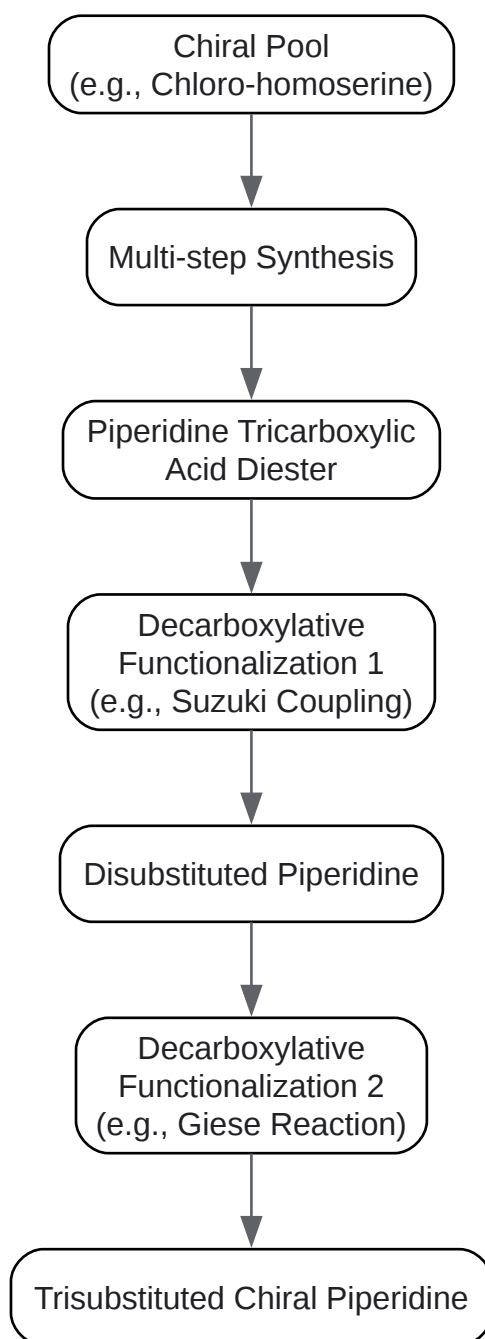 Chiral Pool
(e.g., Chloro-homoserine)
Multi-step Synthesis
Piperidine Tricarboxylic
Acid Diester
Decarboxylative
Functionalization 1
(e.g., Suzuki Coupling)
Disubstituted Piperidine
Decarboxylative
Functionalization 2
(e.g., Giese Reaction)
Trisubstituted Chiral Piperidine